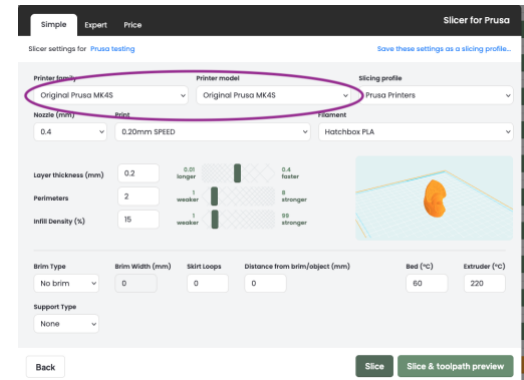 Simple Expert Price Slicer for Prusa
Slicer settings for Prusa testing Save these settings as a slicing profile...
Printer family Printer model Slicing profile
Original Prusa MK4S Original Prusa MK4S Prusa Printers
Nozzle (mm) Print Filament
0.4 0.20mm SPEED Hatchbox PLA
Layer thickness (mm) 0.2 0.01 longer 0.4 faster
Perimeters 2 1 weaker 8 stronger
Infill Density (%) 15 1 weaker 99 stronger
Brim Type Brim Width (mm) Skirt Loops Distance from brim/object (mm) Bed (°C) Extruder (°C)
No brim 0 0 0 60 220
Support Type
None
Back Slice Slice & toolpath preview